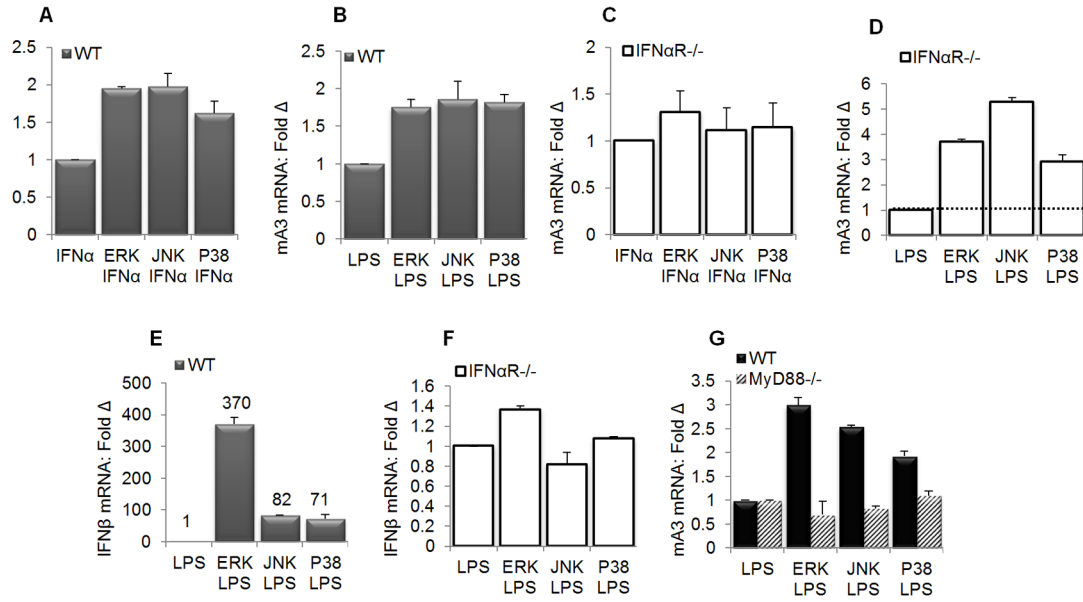 A
WT
2.5
2
1.5
1
0.5
0
IFNα ERK JNK P38
IFNα IFNα IFNα
B
WT
mA3 mRNA: Fold Δ
2.5
2
1.5
1
0.5
0
LPS ERK JNK P38
LPS LPS LPS
C
IFNαR-/-
mA3 mRNA: Fold Δ
2
1.5
1
0.5
0
IFNα ERK JNK P38
IFNα IFNα IFNα
D
IFNαR-/-
mA3 mRNA: Fold Δ
6
5
4
3
2
1
0
LPS ERK JNK P38
LPS LPS LPS
E
WT
IFNβ mRNA: Fold Δ
500
400
300
200
100
0
1 370 82 71
LPS ERK JNK P38
LPS LPS LPS
F
IFNαR-/-
IFNβ mRNA: Fold Δ
1.6
1.4
1.2
1
0.8
0.6
0.4
0.2
0
LPS ERK JNK P38
LPS LPS LPS
G
WT
MyD88-/-
mA3 mRNA: Fold Δ
3.5
3
2.5
2
1.5
1
0.5
0
LPS ERK JNK P38
LPS LPS LPS